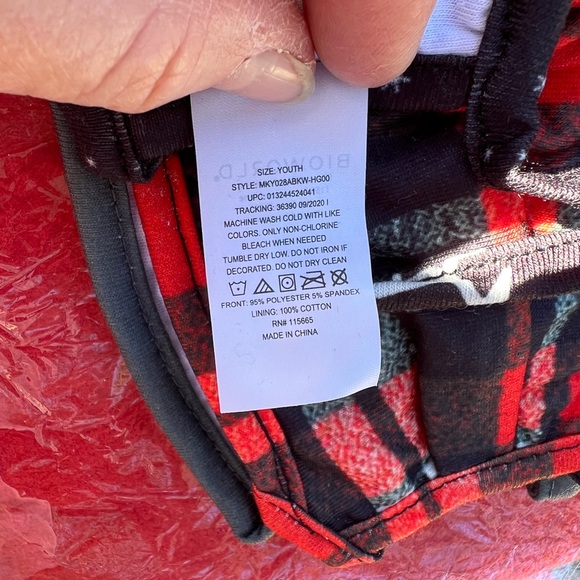 BIOWORLD
SIZE: YOUTH
STYLE: MKY028ABKW-HG00
UPC: 013244524041
TRACKING: 36390 09/2020 I
MACHINE WASH COLD WITH LIKE
COLORS. ONLY NON-CHLORINE
BLEACH WHEN NEEDED
TUMBLE DRY LOW. DO NOT IRON IF
DECORATED. DO NOT DRY CLEAN
FRONT: 95% POLYESTER 5% SPANDEX
LINING: 100% COTTON
RN# 115665
MADE IN CHINA